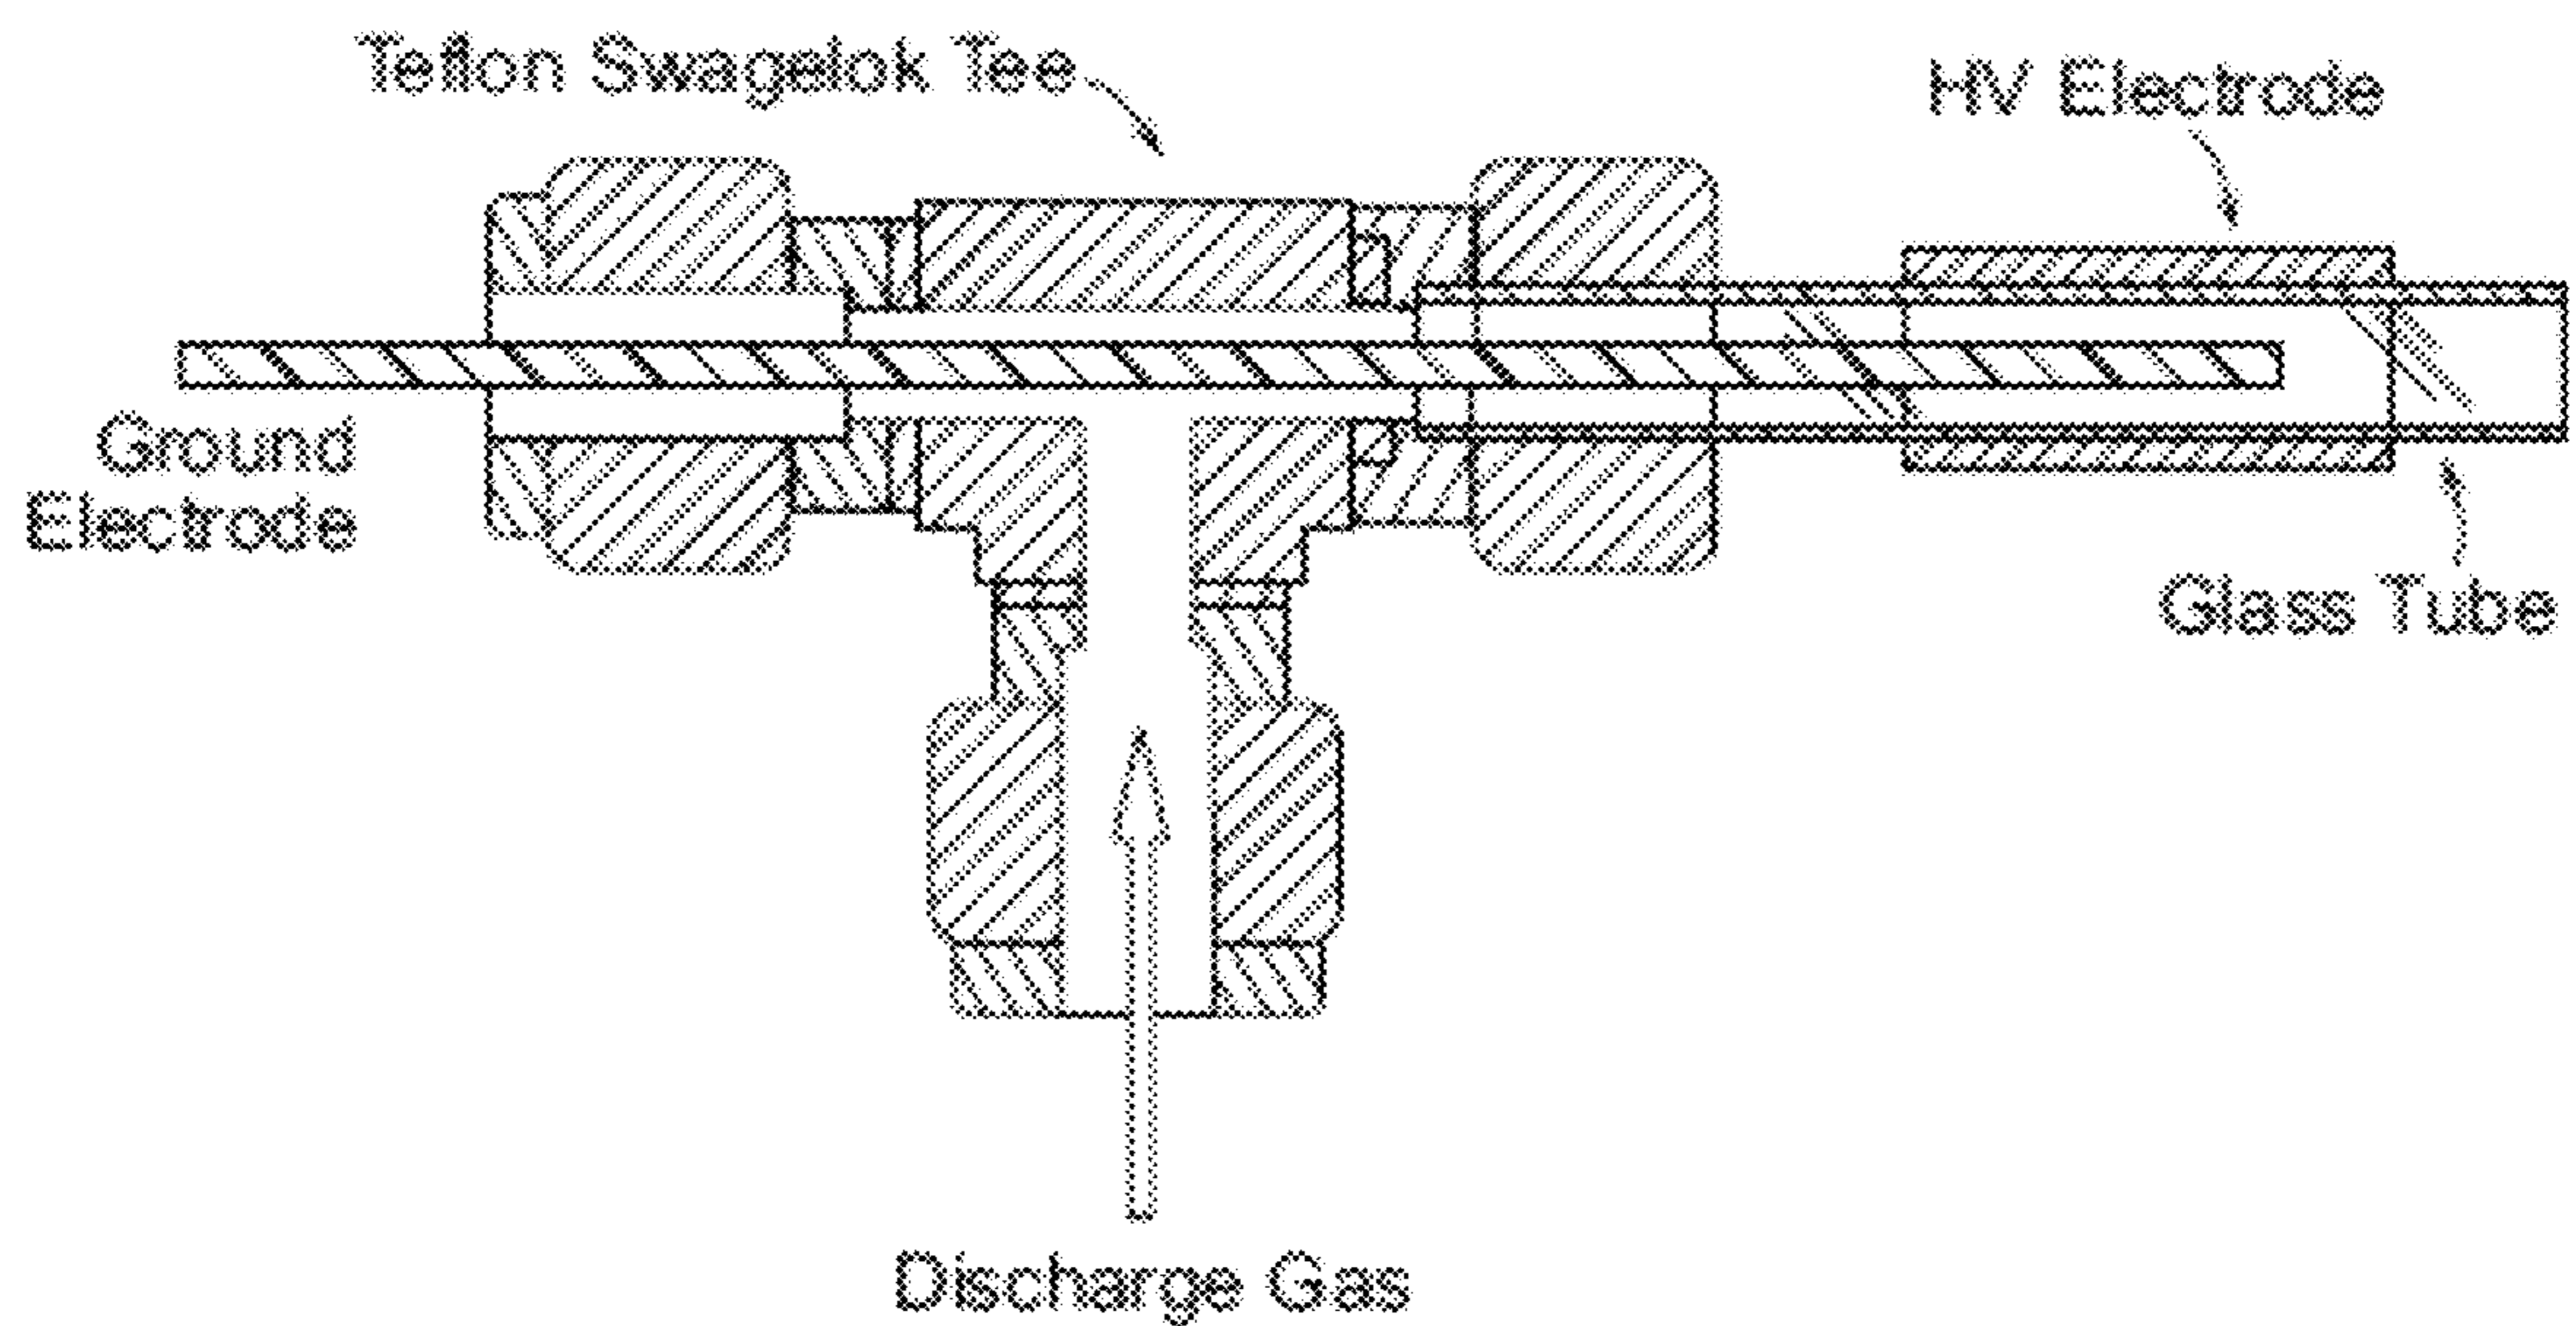 Teflon Swagelok Tee
HV Electrode
Ground
Electrode
Glass Tube
Discharge Gas